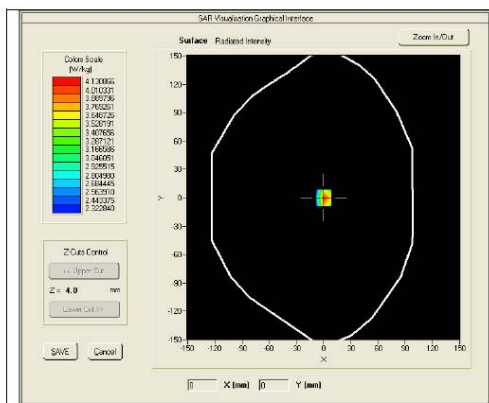 SAR Visualisation Graphical Interface
Surface Radiated Intensity
Zoom In/Out
Colors Scale
(W/kg)
4.130866
4.010331
3.889796
3.769261
3.648726
3.528191
3.407656
3.287121
3.166586
3.046051
2.925515
2.804980
2.684445
2.563910
2.443375
2.322840
Z Cuts Control
<< Upper Cut
Z = 4.0 mm
Lower Cut >>
SAVE Cancel
150
120
90
60
30
0
-30
-60
-90
-120
-150
Y
-150 -120 -90 -60 -30 0 30 60 90 120 150
X
0 X (mm) 0 Y (mm)